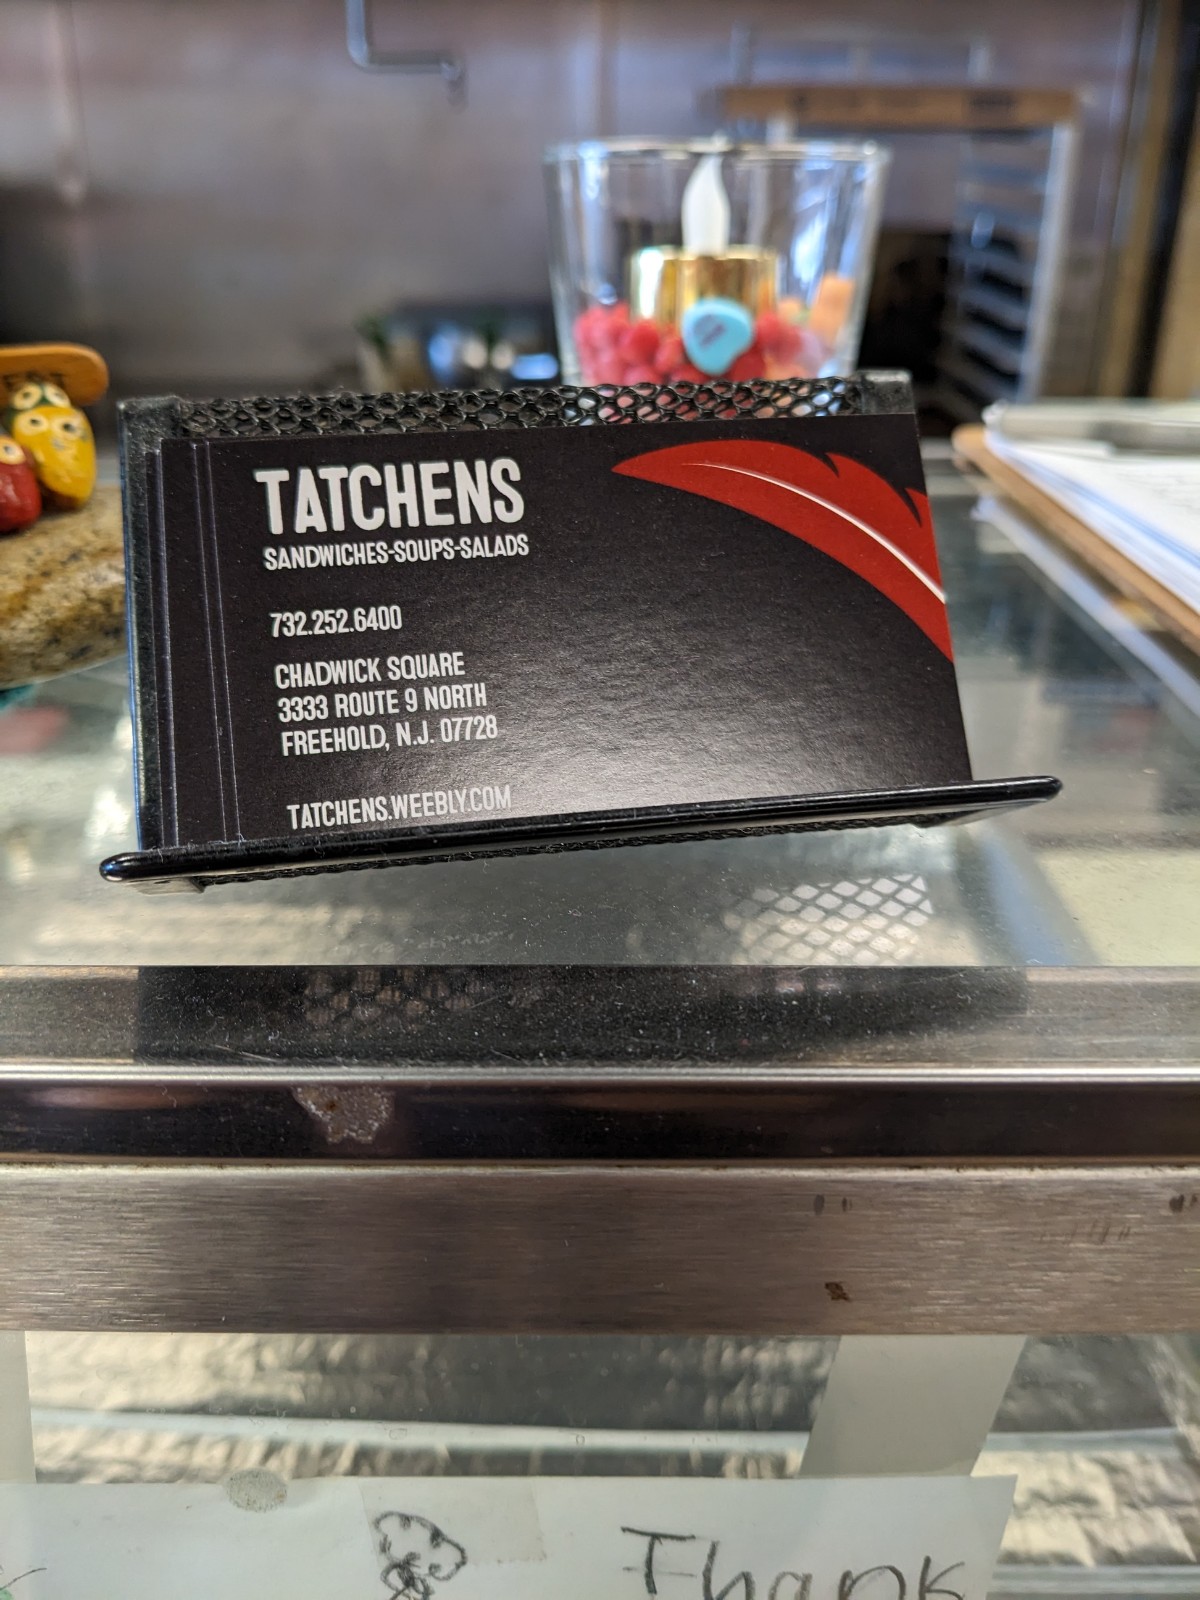 TATCHENS
SANDWICHES-SOUPS-SALADS
732.252.6400
CHADWICK SQUARE
3333 ROUTE 9 NORTH
FREEHOLD, N.J. 07728
TATCHENS.WEEBLY.COM
Thank